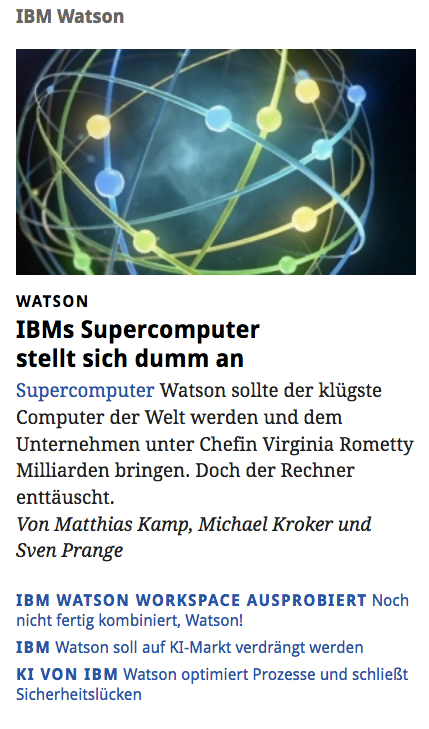 IBM Watson
WATSON
IBMs Supercomputer
stellt sich dumm an
Supercomputer Watson sollte der klügste
Computer der Welt werden und dem
Unternehmen unter Chefin Virginia Rometty
Milliarden bringen. Doch der Rechner
enttäuscht.
Von Matthias Kamp, Michael Kroker und
Sven Prange
IBM WATSON WORKSPACE AUSPROBIERT Noch
nicht fertig kombiniert, Watson!
IBM Watson soll auf KI-Markt verdrängt werden
KI VON IBM Watson optimiert Prozesse und schließt
Sicherheitslücken